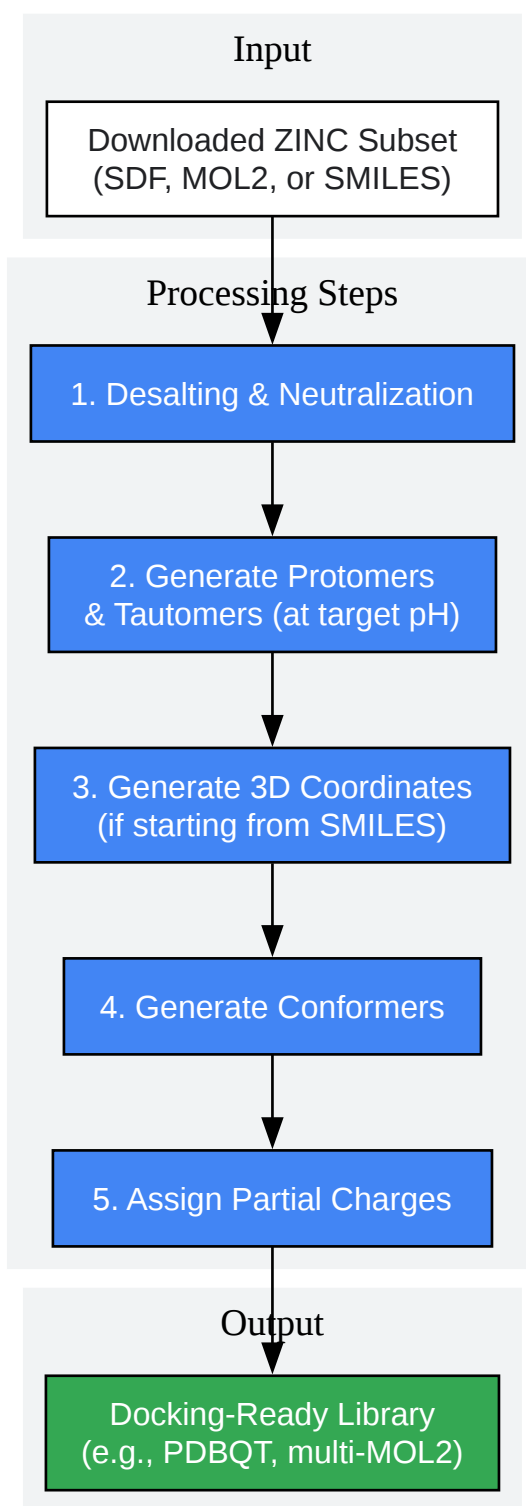 Input
Downloaded ZINC Subset
(SDF, MOL2, or SMILES)
Processing Steps
1. Desalting & Neutralization
2. Generate Protomers
& Tautomers (at target pH)
3. Generate 3D Coordinates
(if starting from SMILES)
4. Generate Conformers
5. Assign Partial Charges
Output
Docking-Ready Library
(e.g., PDBQT, multi-MOL2)